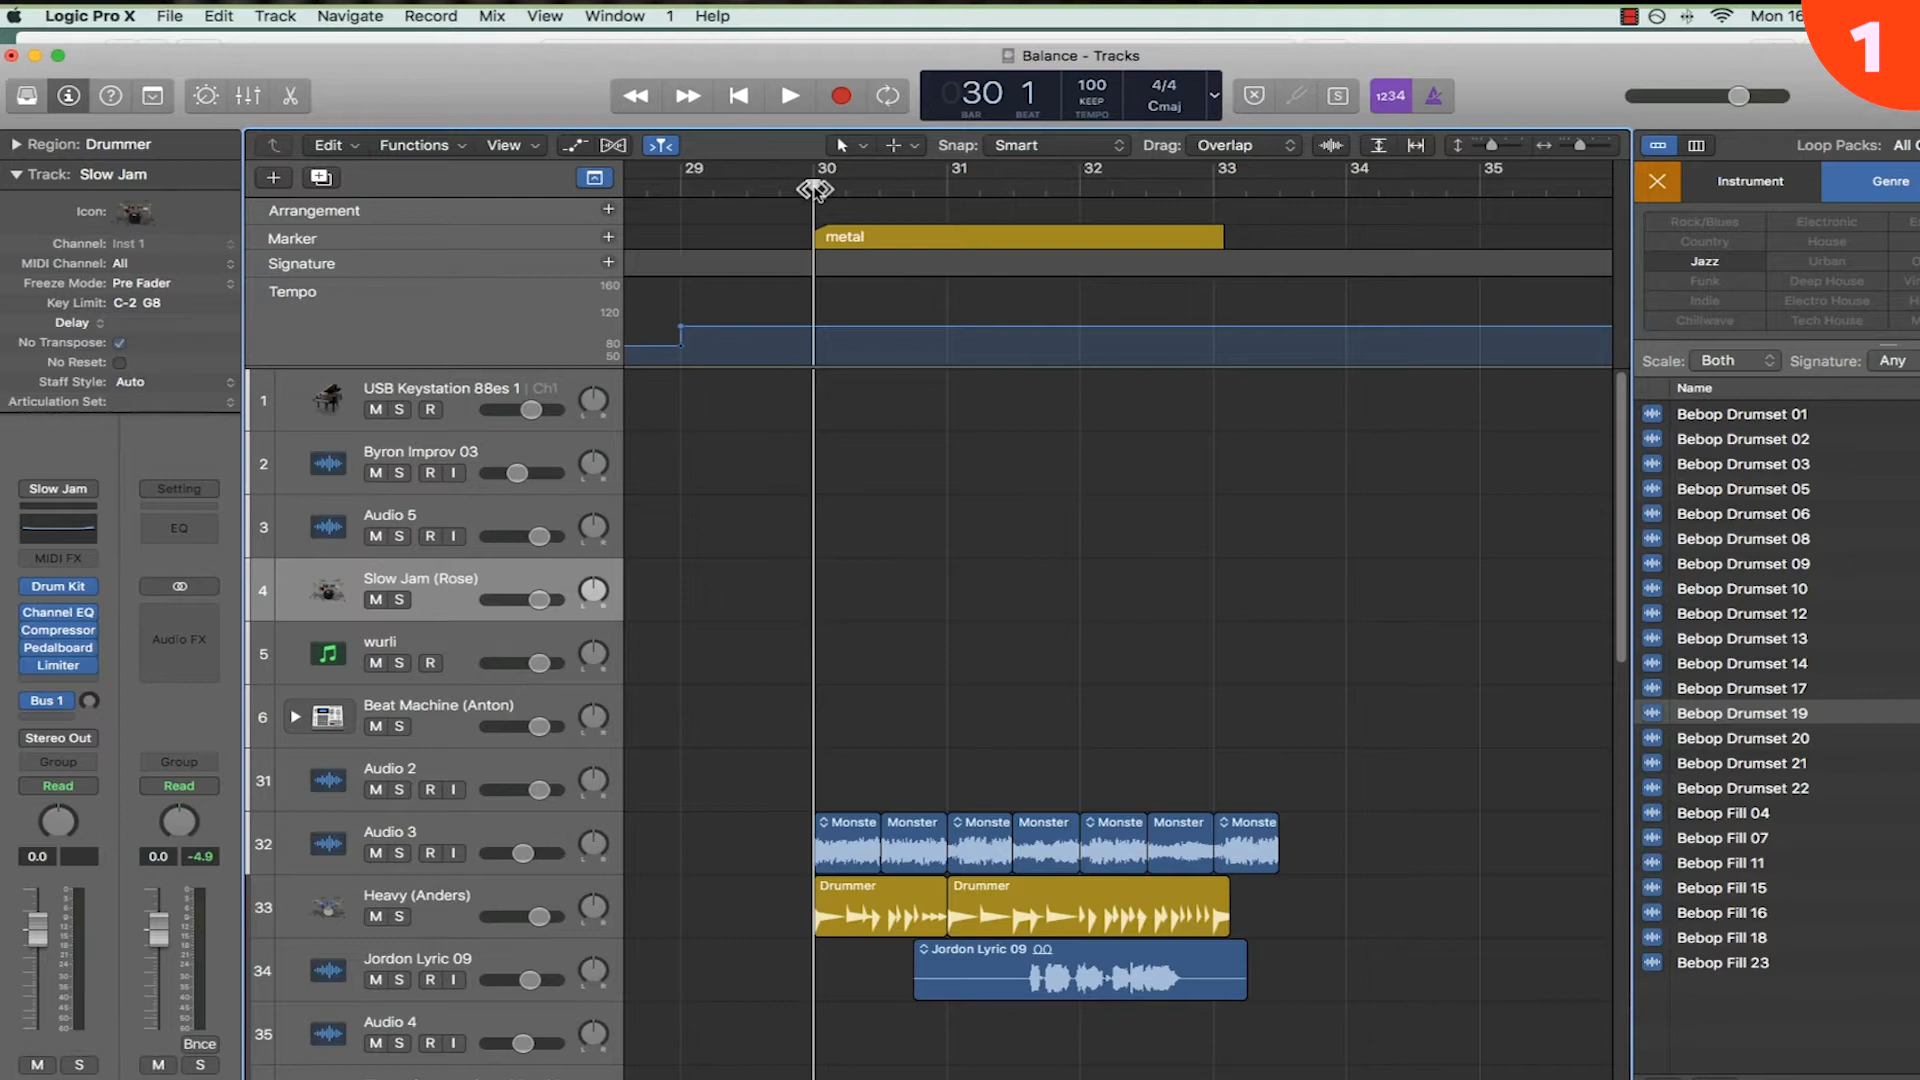 Logic Pro X File Edit Track Navigate Record Mix View Window 1 Help Mon 16
1
Balance - Tracks
30 1 100 4/4
KEEP Cmaj
BAR BEAT TEMPO
S 1234
Region: Drummer
Edit Functions View Snap: Smart Drag: Overlap
Loop Packs: All
Track: Slow Jam
29 30 31 32 33 34 35
Instrument Genre
Icon:
Channel: Inst 1
MIDI Channel: All
Freeze Mode: Pre Fader
Key Limit: C-2 G8
Delay
No Transpose:
No Reset:
Staff Style: Auto
Articulation Set:
Arrangement
Marker
metal
Signature
Tempo
160
120
80
50
Rock/Blues Electronic
Country House
Jazz Urban
Funk Deep House
Indie Electro House
Chillwave Tech House
Scale: Both Signature: Any
Name
Bebop Drumset 01
Bebop Drumset 02
Bebop Drumset 03
Bebop Drumset 05
Bebop Drumset 06
Bebop Drumset 08
Bebop Drumset 09
Bebop Drumset 10
Bebop Drumset 12
Bebop Drumset 13
Bebop Drumset 14
Bebop Drumset 17
Bebop Drumset 19
Bebop Drumset 20
Bebop Drumset 21
Bebop Drumset 22
Bebop Fill 04
Bebop Fill 07
Bebop Fill 11
Bebop Fill 15
Bebop Fill 16
Bebop Fill 18
Bebop Fill 23
1 USB Keystation 88es 1 | Ch1
M S R
2 Byron Improv 03
M S R I
3 Audio 5
M S R I
4 Slow Jam (Rose)
M S
5 wurli
M S R
6 Beat Machine (Anton)
M S
31 Audio 2
M S R I
32 Audio 3
M S R I
Monste Monster Monste Monster Monste Monster Monste
33 Heavy (Anders)
M S
Drummer Drummer
34 Jordon Lyric 09
M S R I
Jordon Lyric 09
35 Audio 4
M S R I
Slow Jam Setting
EQ
MIDI FX
Drum Kit
Channel EQ
Compressor
Pedalboard
Limiter
Audio FX
Bus 1
Stereo Out
Group Group
Read Read
0.0 0.0 -4.9
Bnce
M S M S